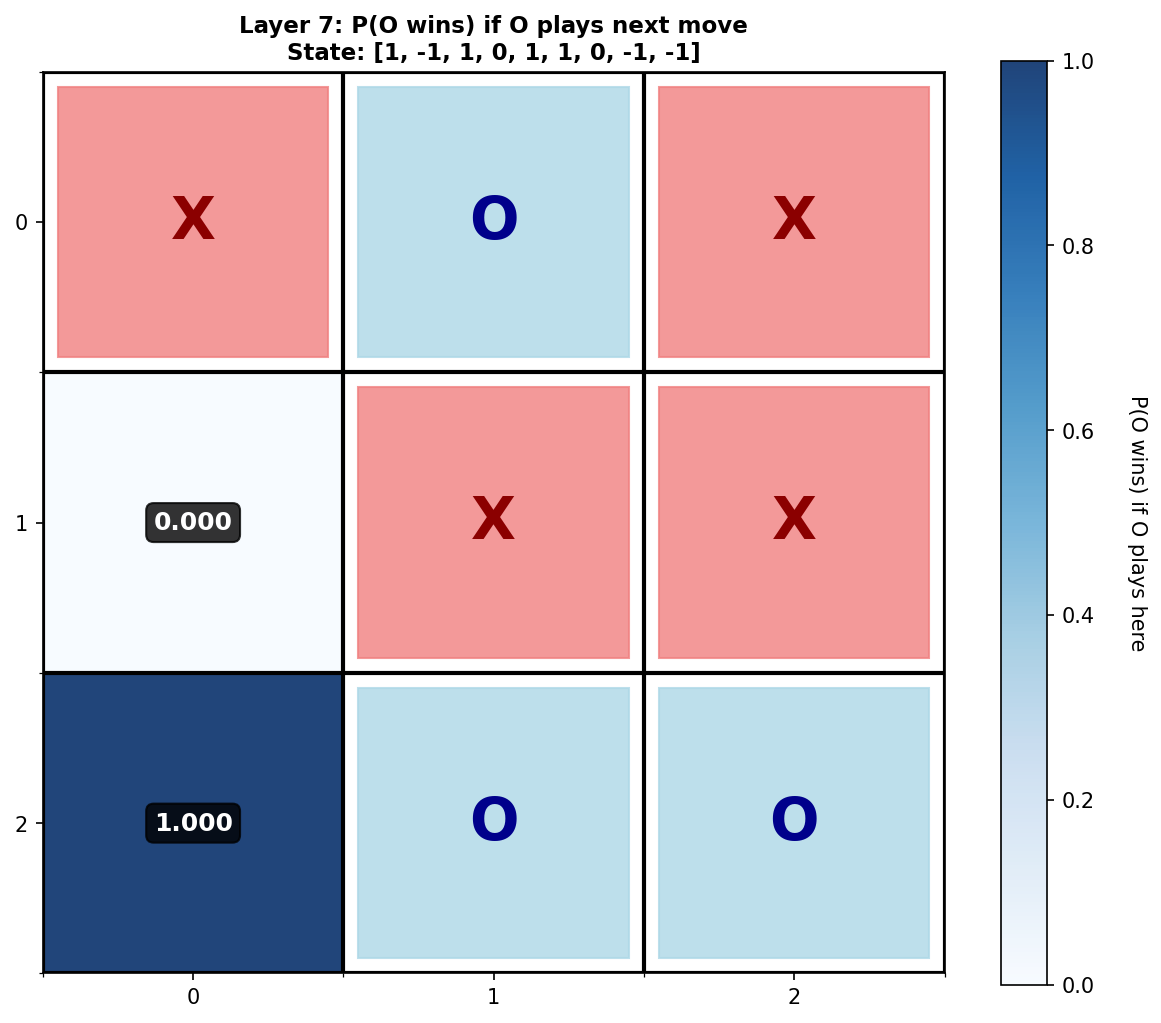 Layer 7: P(O wins) if O plays next move
State: [1, -1, 1, 0, 1, 1, 0, -1, -1]
X
O
X
0
0.000
X
X
1
1.000
O
O
2
0
1
2
1.0
0.8
0.6
0.4
0.2
0.0
P(O wins) if O plays here